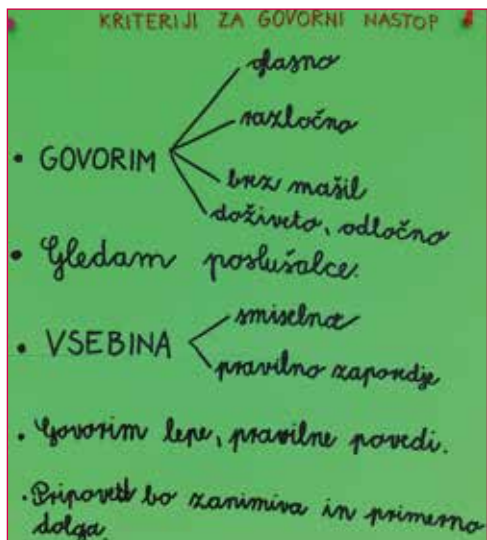 KRITERIJI ZA GOVORNI NASTOP
glasno
razločno
• GOVORIM
brez mašil
doživeto, odločno
• Gledam poslušalce.
smiselna
• VSEBINA
pravilno zaporedje
• Govorim lepe, pravilne povedi.
• Pripoved bo zanimiva in primerno
dolga.